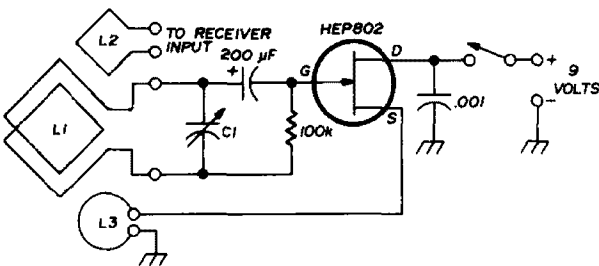 L2
TO RECEIVER
INPUT
200 µF
+
HEP802
G
D
S
L1
C1
100k
.001
+
9
VOLTS
-
L3